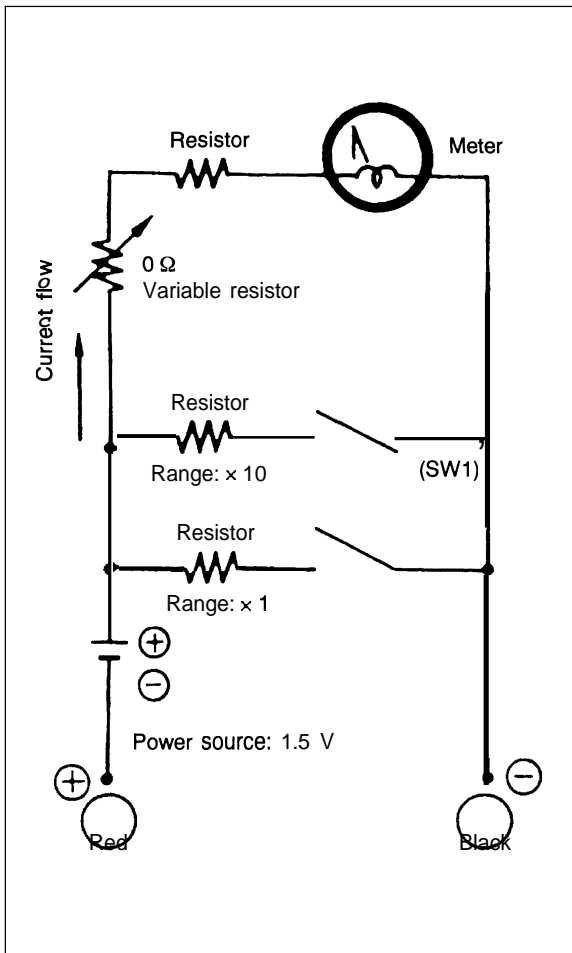 Resistor
Meter
0 Ω
Variable resistor
Current flow
Resistor
Range: × 10
(SW1)
Resistor
Range: × 1
+
−
Power source: 1.5 V
+
−
Red
Black